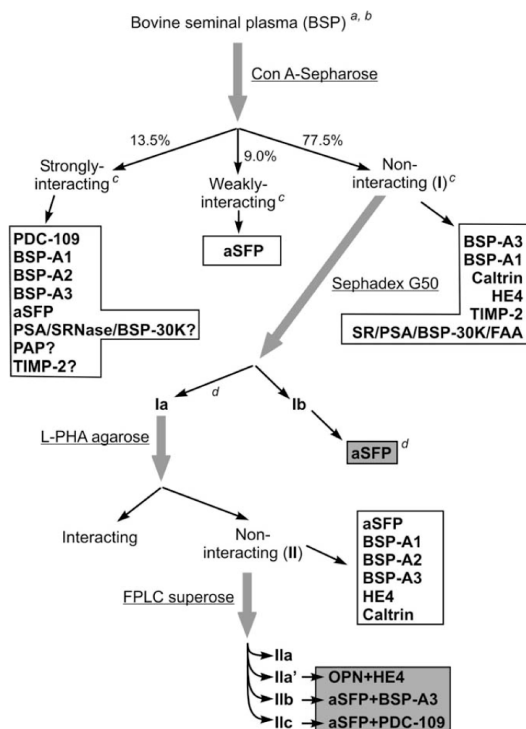 Bovine seminal plasma (BSP) a, b
Con A-Sepharose
13.5%
9.0%
77.5%
Strongly-
interacting c
Weakly-
interacting c
Non-
interacting (I) c
PDC-109
BSP-A1
BSP-A2
BSP-A3
aSFP
PSA/SRNase/BSP-30K?
PAP?
TIMP-2?
aSFP
BSP-A3
BSP-A1
Caltrin
HE4
TIMP-2
SR/PSA/BSP-30K/FAA
Sephadex G50
Ia
d
Ib
aSFP d
L-PHA agarose
Interacting
Non-
interacting (II)
aSFP
BSP-A1
BSP-A2
BSP-A3
HE4
Caltrin
FPLC superose
IIa
IIa' OPN+HE4
IIb aSFP+BSP-A3
IIc aSFP+PDC-109